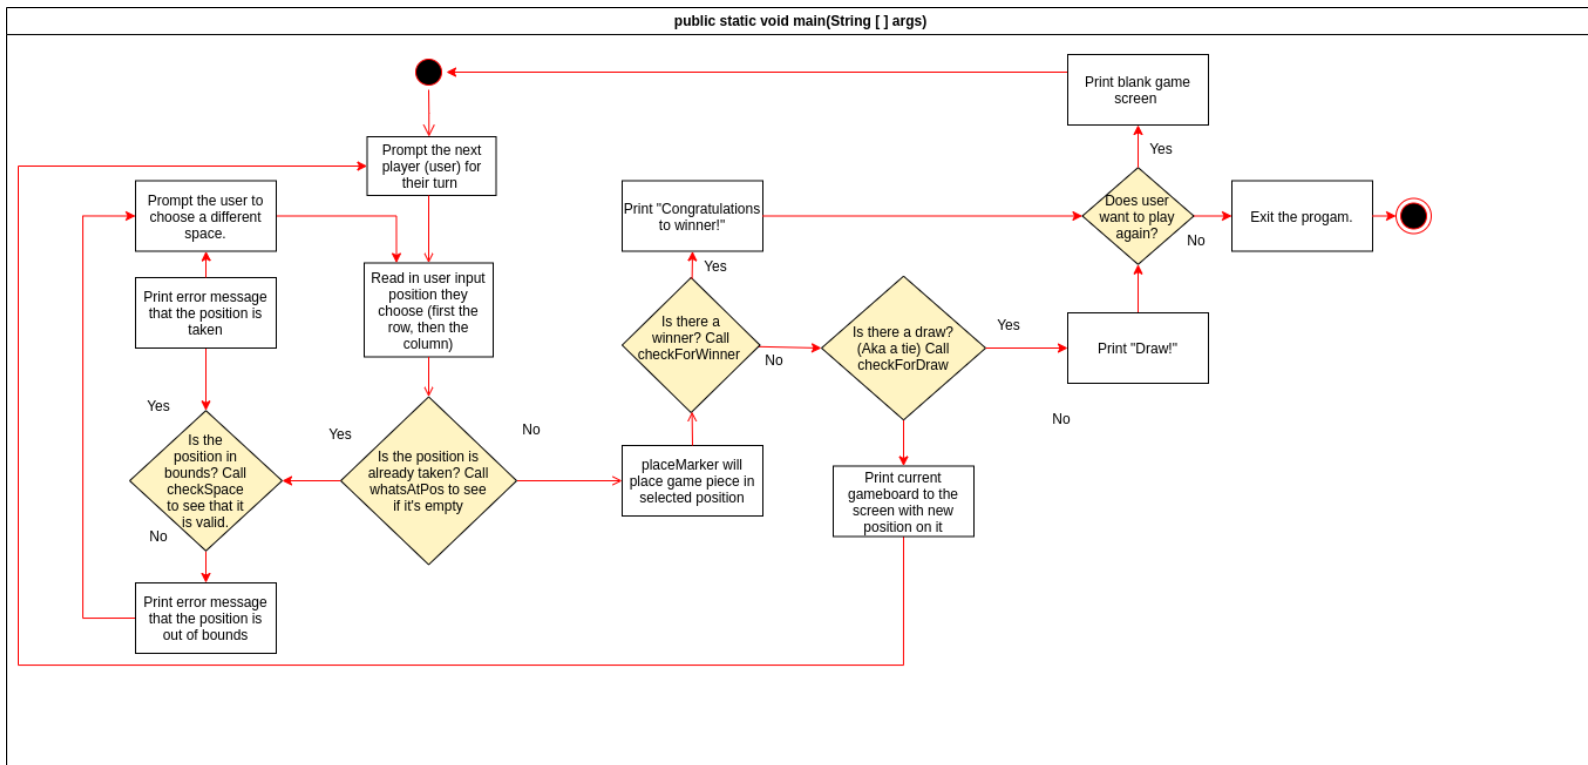 public static void main(String [ ] args)
Print blank game
screen
Prompt the next
player (user) for
their turn
Yes
Prompt the user to
choose a different
space.
Print "Congratulations
to winner!"
Does user
want to play
again?
No
Exit the progam.
Print error message
that the position is
taken
Read in user input
position they
choose (first the
row, then the
column)
Yes
Is there a
winner? Call
checkForWinner
No
Is there a draw?
(Aka a tie) Call
checkForDraw
Yes
Print "Draw!"
No
Yes
Is the
position in
bounds? Call
checkSpace
to see that it
is valid.
No
Yes
Is the position is
already taken? Call
whatsAtPos to see
if it's empty
No
placeMarker will
place game piece in
selected position
Print current
gameboard to the
screen with new
position on it
Print error message
that the position is
out of bounds